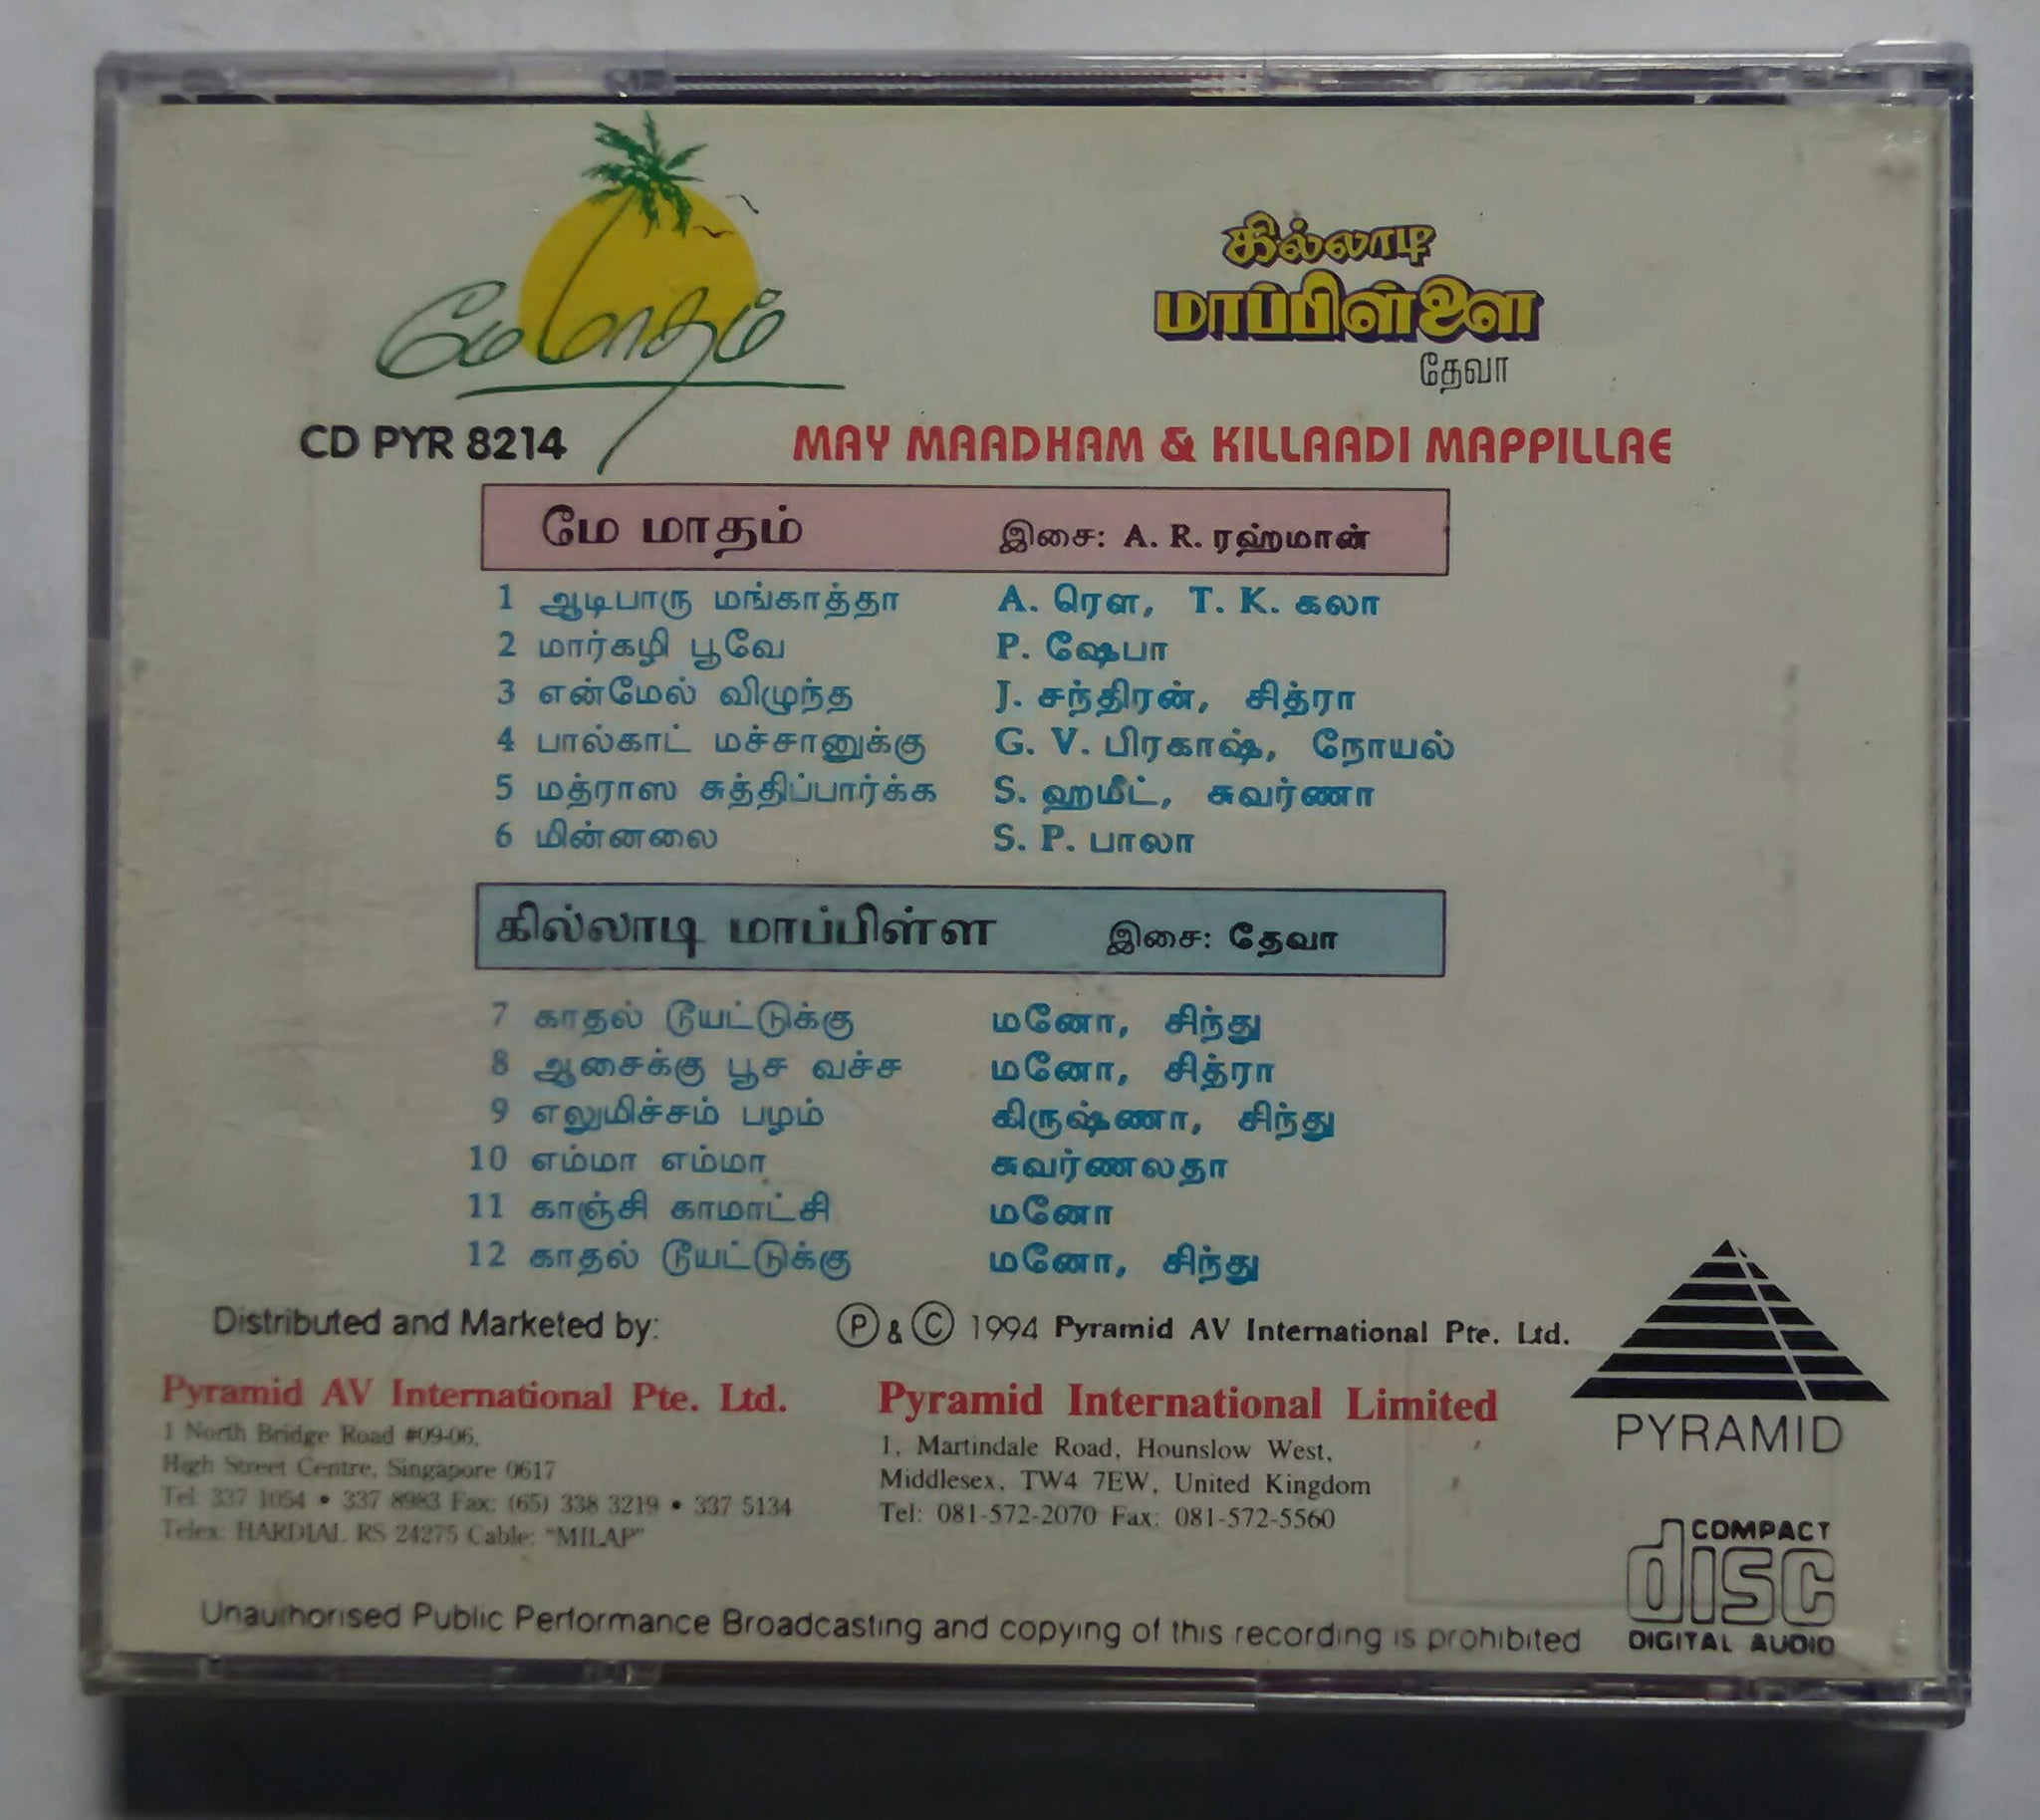 மே மாதம்
கில்லாடி
மாப்பிள்ளை
தேவா
CD PYR 8214 MAY MAADHAM & KILLAADI MAPPILLAE
மே மாதம் இசை: A. R. ரஹ்மான்
1 ஆடிபாரு மங்காத்தா A. ரௌ, T. K. கலா
2 மார்கழி பூவே P. ஷேபா
3 என்மேல் விழுந்த J. சந்திரன், சித்ரா
4 பால்காட் மச்சானுக்கு G. V. பிரகாஷ், நோயல்
5 மத்ராஸ சுத்திப்பார்க்க S. ஹமீட், சுவர்ணா
6 மின்னலை S. P. பாலா
கில்லாடி மாப்பிள்ள இசை: தேவா
7 காதல் டூயட்டுக்கு மனோ, சிந்து
8 ஆசைக்கு பூச வச்ச மனோ, சித்ரா
9 எலுமிச்சம் பழம் கிருஷ்ணா, சிந்து
10 எம்மா எம்மா சுவர்ணலதா
11 காஞ்சி காமாட்சி மனோ
12 காதல் டூயட்டுக்கு மனோ, சிந்து
Distributed and Marketed by: Ⓟ & Ⓒ 1994 Pyramid AV International Pte. Ltd.
Pyramid AV International Pte. Ltd.
1 North Bridge Road #09-06,
High Street Centre, Singapore 0617
Tel: 337 1054 • 337 8983 Fax: (65) 338 3219 • 337 5134
Telex: HARDIAL RS 24275 Cable: "MILAP"
Pyramid International Limited
1, Martindale Road, Hounslow West,
Middlesex, TW4 7EW, United Kingdom
Tel: 081-572-2070 Fax: 081-572-5560
PYRAMID
COMPACT
disc
DIGITAL AUDIO
Unauthorised Public Performance Broadcasting and copying of this recording is prohibited